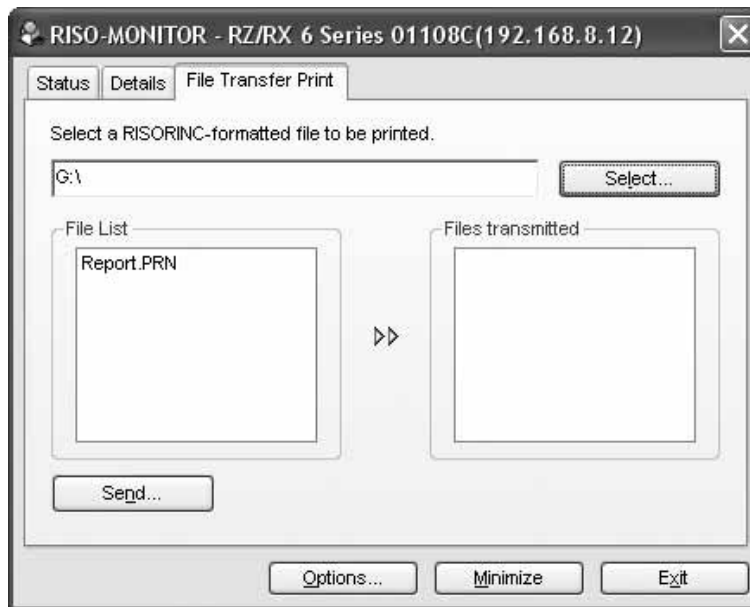 RISO-MONITOR - RZ/RX 6 Series 01108C(192.168.8.12)
Status Details File Transfer Print
Select a RISORINC-formatted file to be printed.
G:\ Select...
File List Files transmitted
Report.PRN
Send...
Options... Minimize Exit